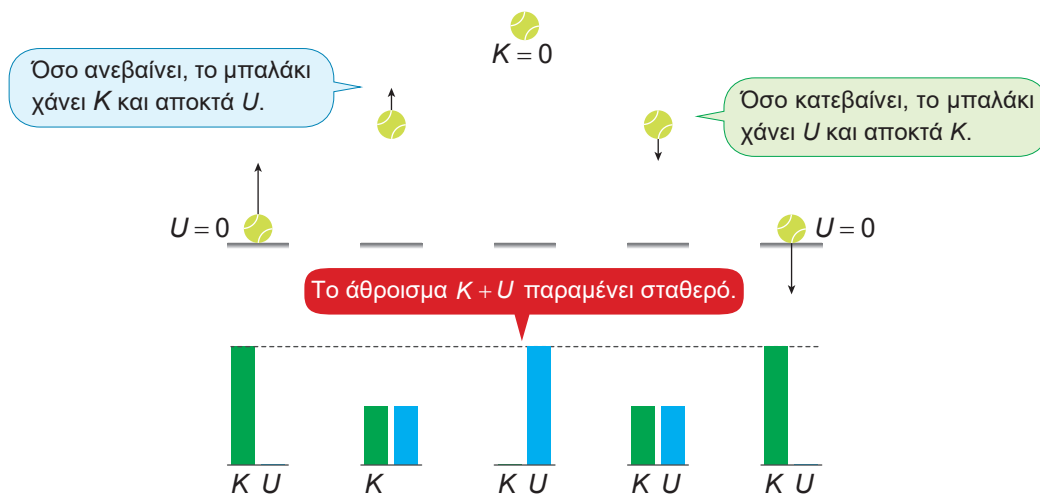 K = 0
Όσο ανεβαίνει, το μπαλάκι
χάνει K και αποκτά U.
Όσο κατεβαίνει, το μπαλάκι
χάνει U και αποκτά K.
U = 0
U = 0
Το άθροισμα K + U παραμένει σταθερό.
K U
K
K U
K U
K U